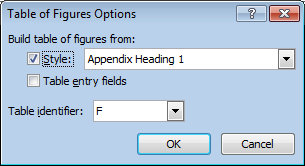 Table of Figures Options
Build table of figures from:
Style: Appendix Heading 1
Table entry fields
Table identifier: F
OK Cancel